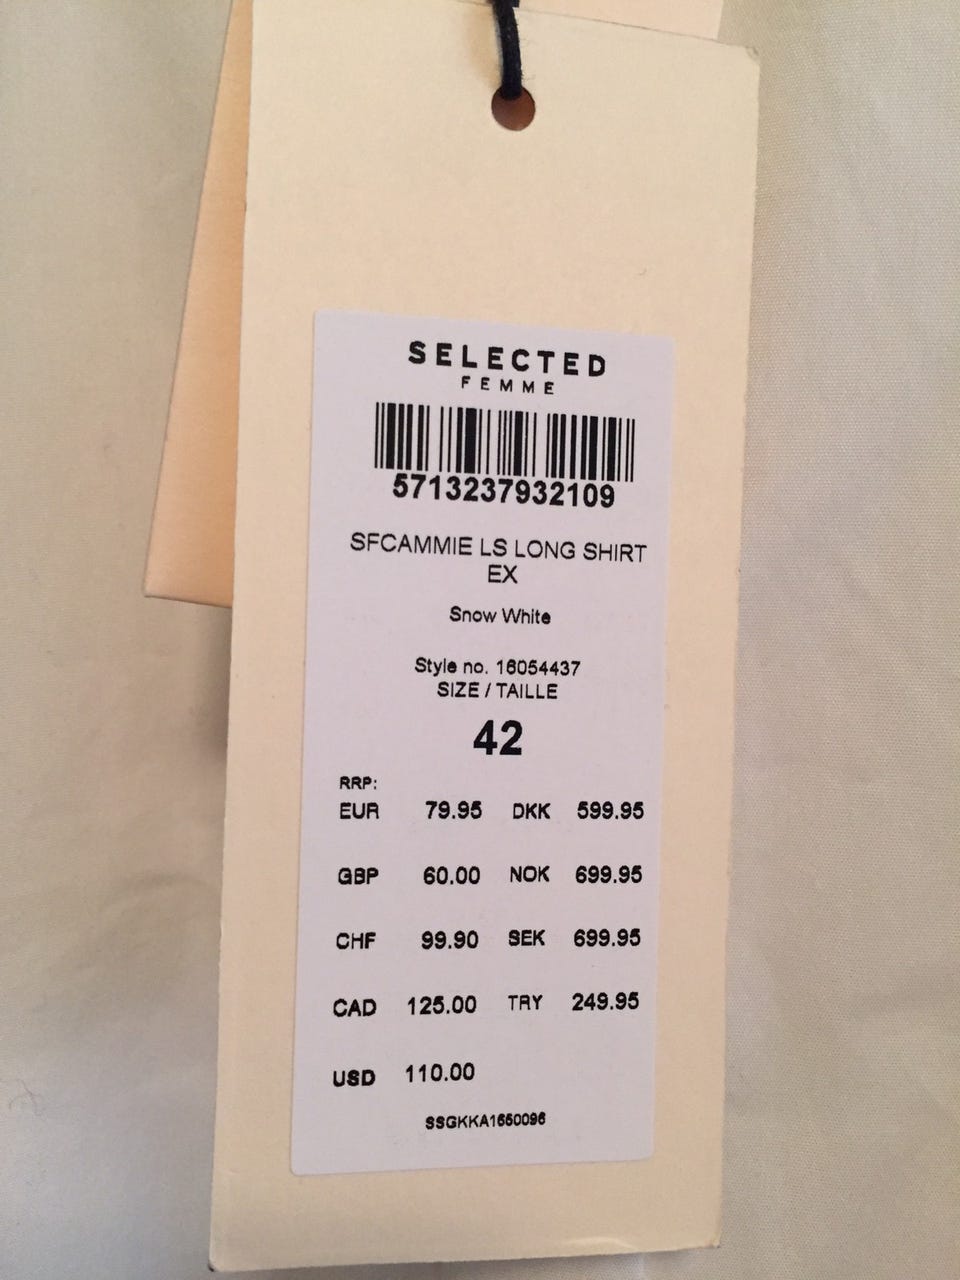 SELECTED
FEMME
5713237932109
SFCAMMIE LS LONG SHIRT
EX
Snow White
Style no. 16054437
SIZE / TAILLE
42
RRP:
EUR 79.95 DKK 599.95
GBP 60.00 NOK 699.95
CHF 99.90 SEK 699.95
CAD 125.00 TRY 249.95
USD 110.00
SSGKKA1650096